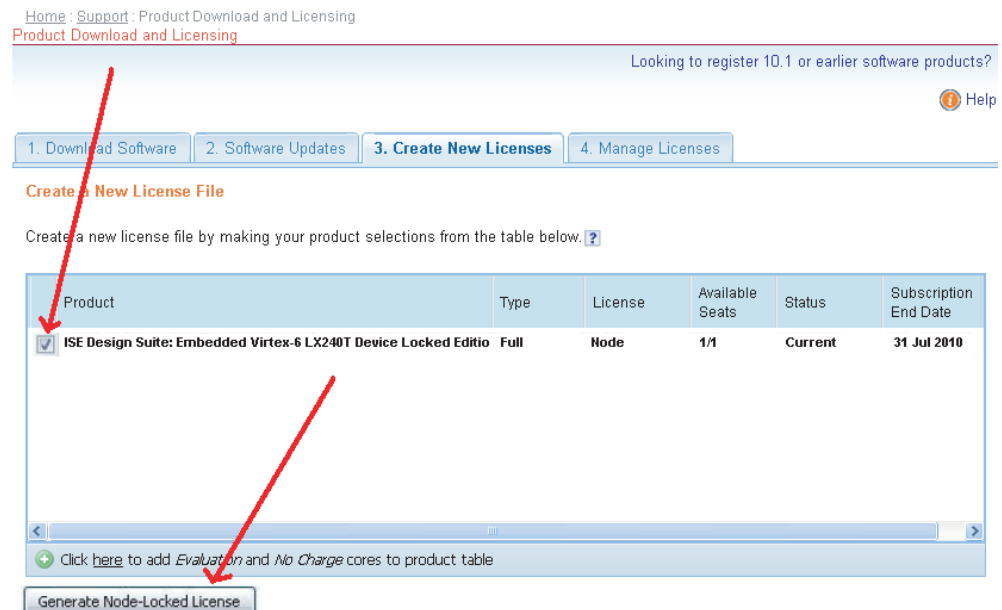 Home : Support : Product Download and Licensing
Product Download and Licensing
Looking to register 10.1 or earlier software products?
Help
1. Download Software 2. Software Updates 3. Create New Licenses 4. Manage Licenses
Create a New License File
Create a new license file by making your product selections from the table below. ?
Product Type License Available Seats Status Subscription End Date
ISE Design Suite: Embedded Virtex-6 LX240T Device Locked Editio Full Node 1/1 Current 31 Jul 2010
Click here to add Evaluation and No Charge cores to product table
Generate Node-Locked License